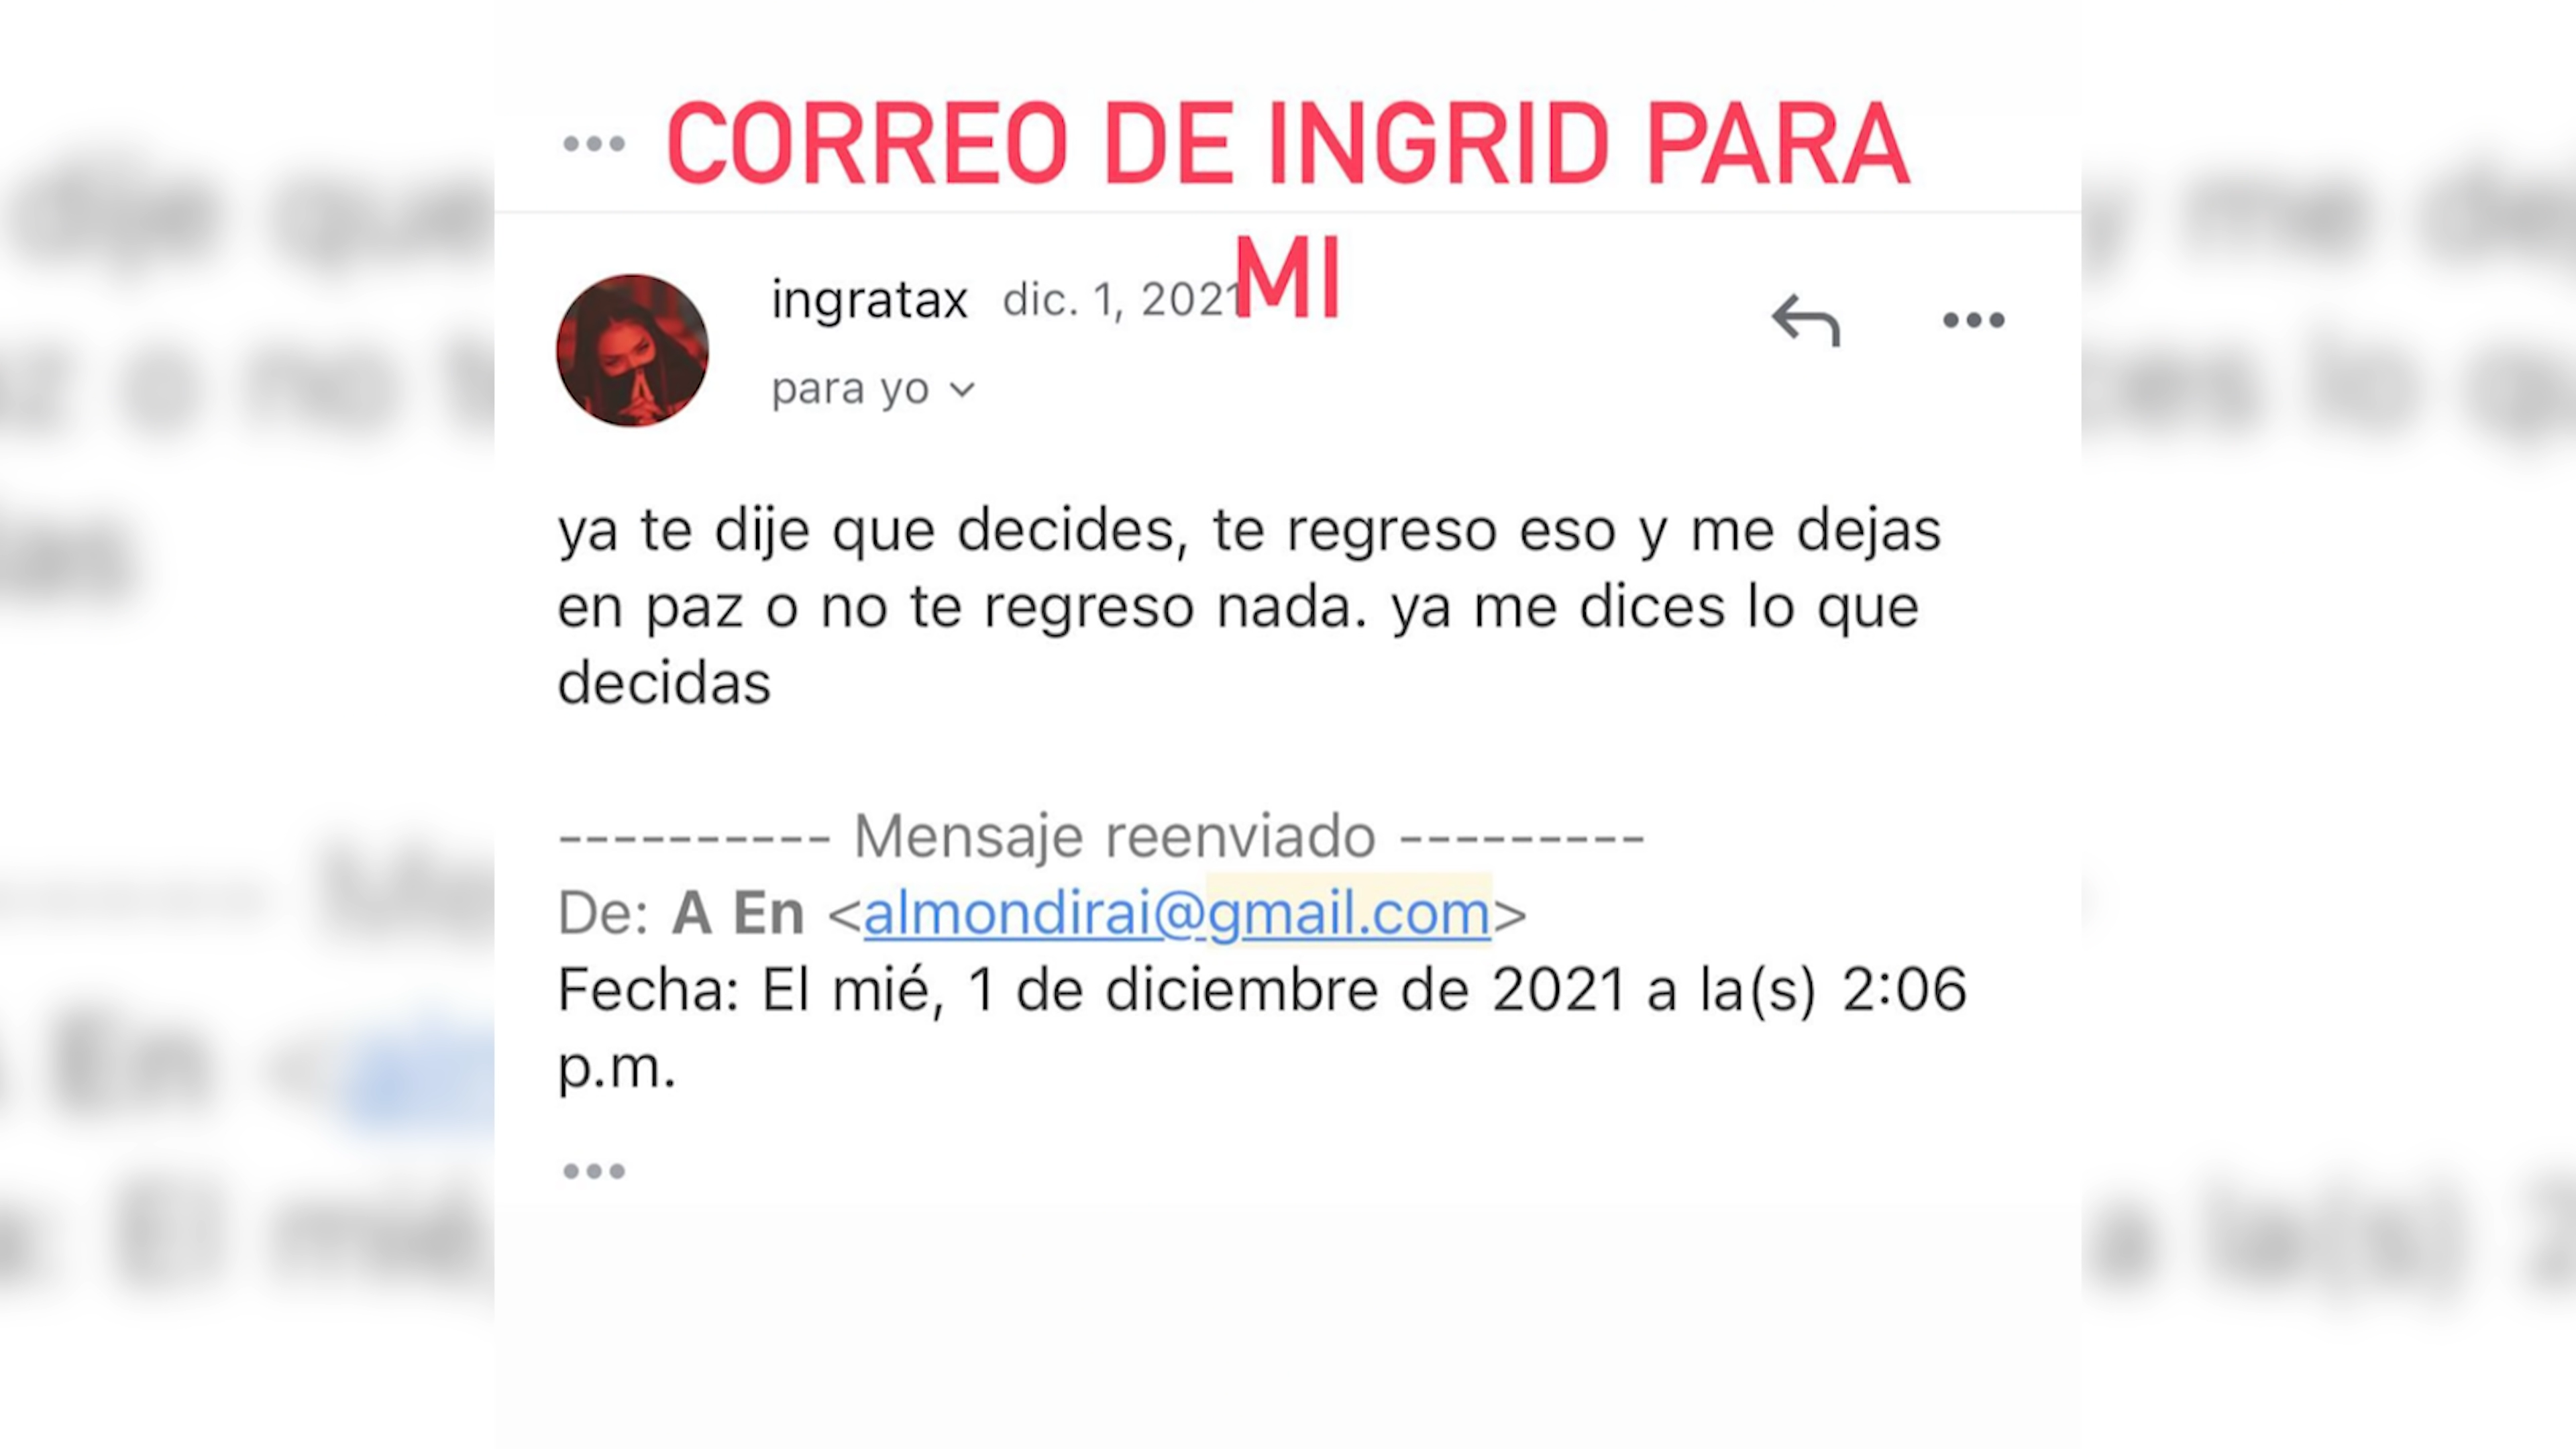 CORREO DE INGRID PARA
MI
ingratax dic. 1, 2021
para yo
ya te dije que decides, te regreso eso y me dejas
en paz o no te regreso nada. ya me dices lo que
decidas
---------- Mensaje reenviado ---------
De: A En <almondirai@gmail.com>
Fecha: El mié, 1 de diciembre de 2021 a la(s) 2:06
p.m.